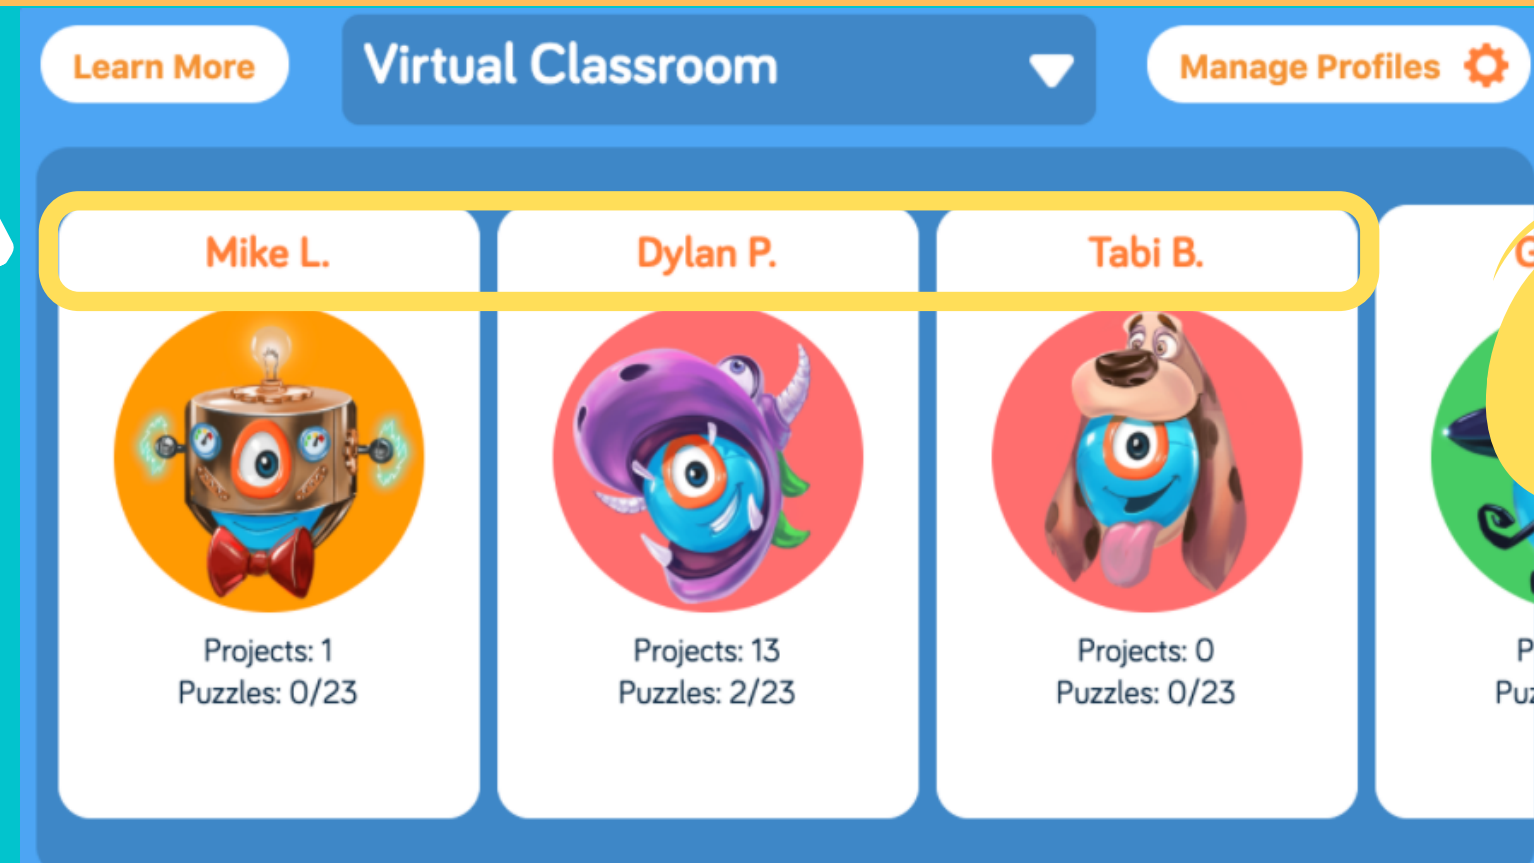 Learn More
Virtual Classroom
Manage Profiles
Mike L.
Dylan P.
Tabi B.
Projects: 1
Puzzles: 0/23
Projects: 13
Puzzles: 2/23
Projects: 0
Puzzles: 0/23